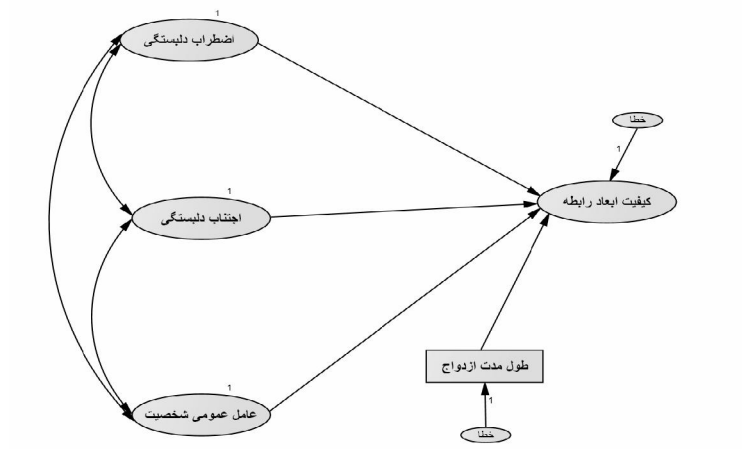 1
اضطراب دلبستگی
خطا
1
1
اجتناب دلبستگی
کیفیت ابعاد رابطه
طول مدت ازدواج
1
عامل عمومی شخصیت
1
خطا